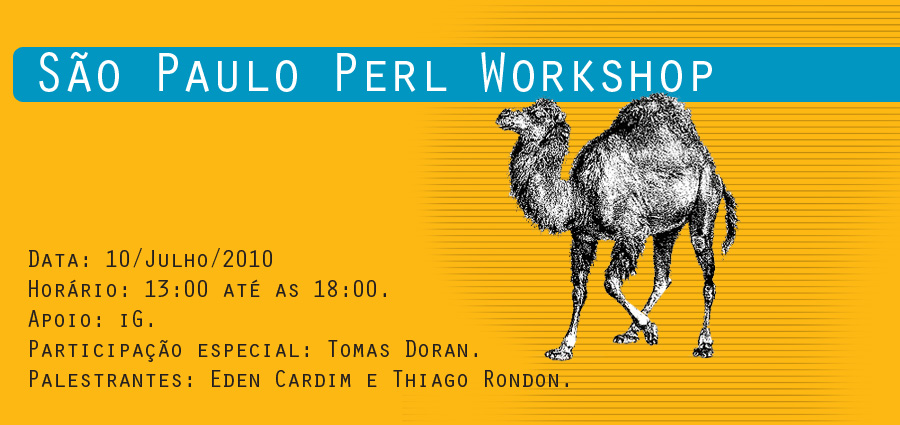 São Paulo Perl Workshop
Data: 10/Julho/2010
Horário: 13:00 até as 18:00.
Apoio: iG.
Participação especial: Tomas Doran.
Palestrantes: Eden Cardim e Thiago Rondon.